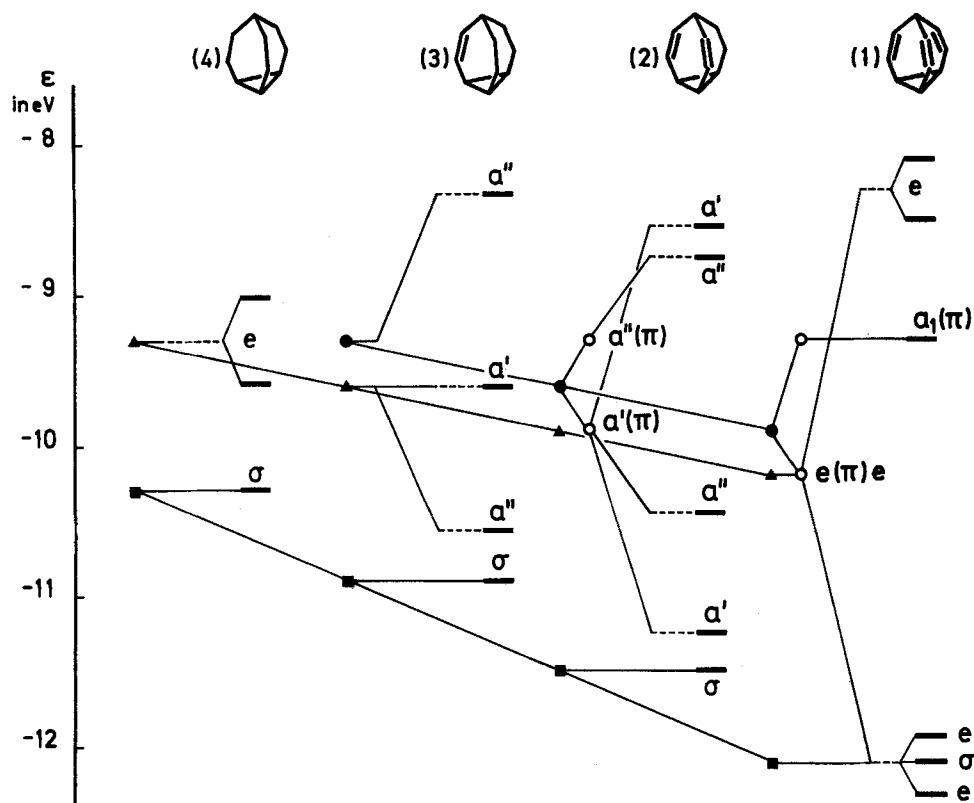 (4) (3) (2) (1)
ε
in eV
-8
a"
a'
e
a"
-9
a"(π)
a₁(π)
e
a'
a'(π)
-10
e(π) e
σ
a"
a"
σ
-11
a'
σ
-12
e
σ
e